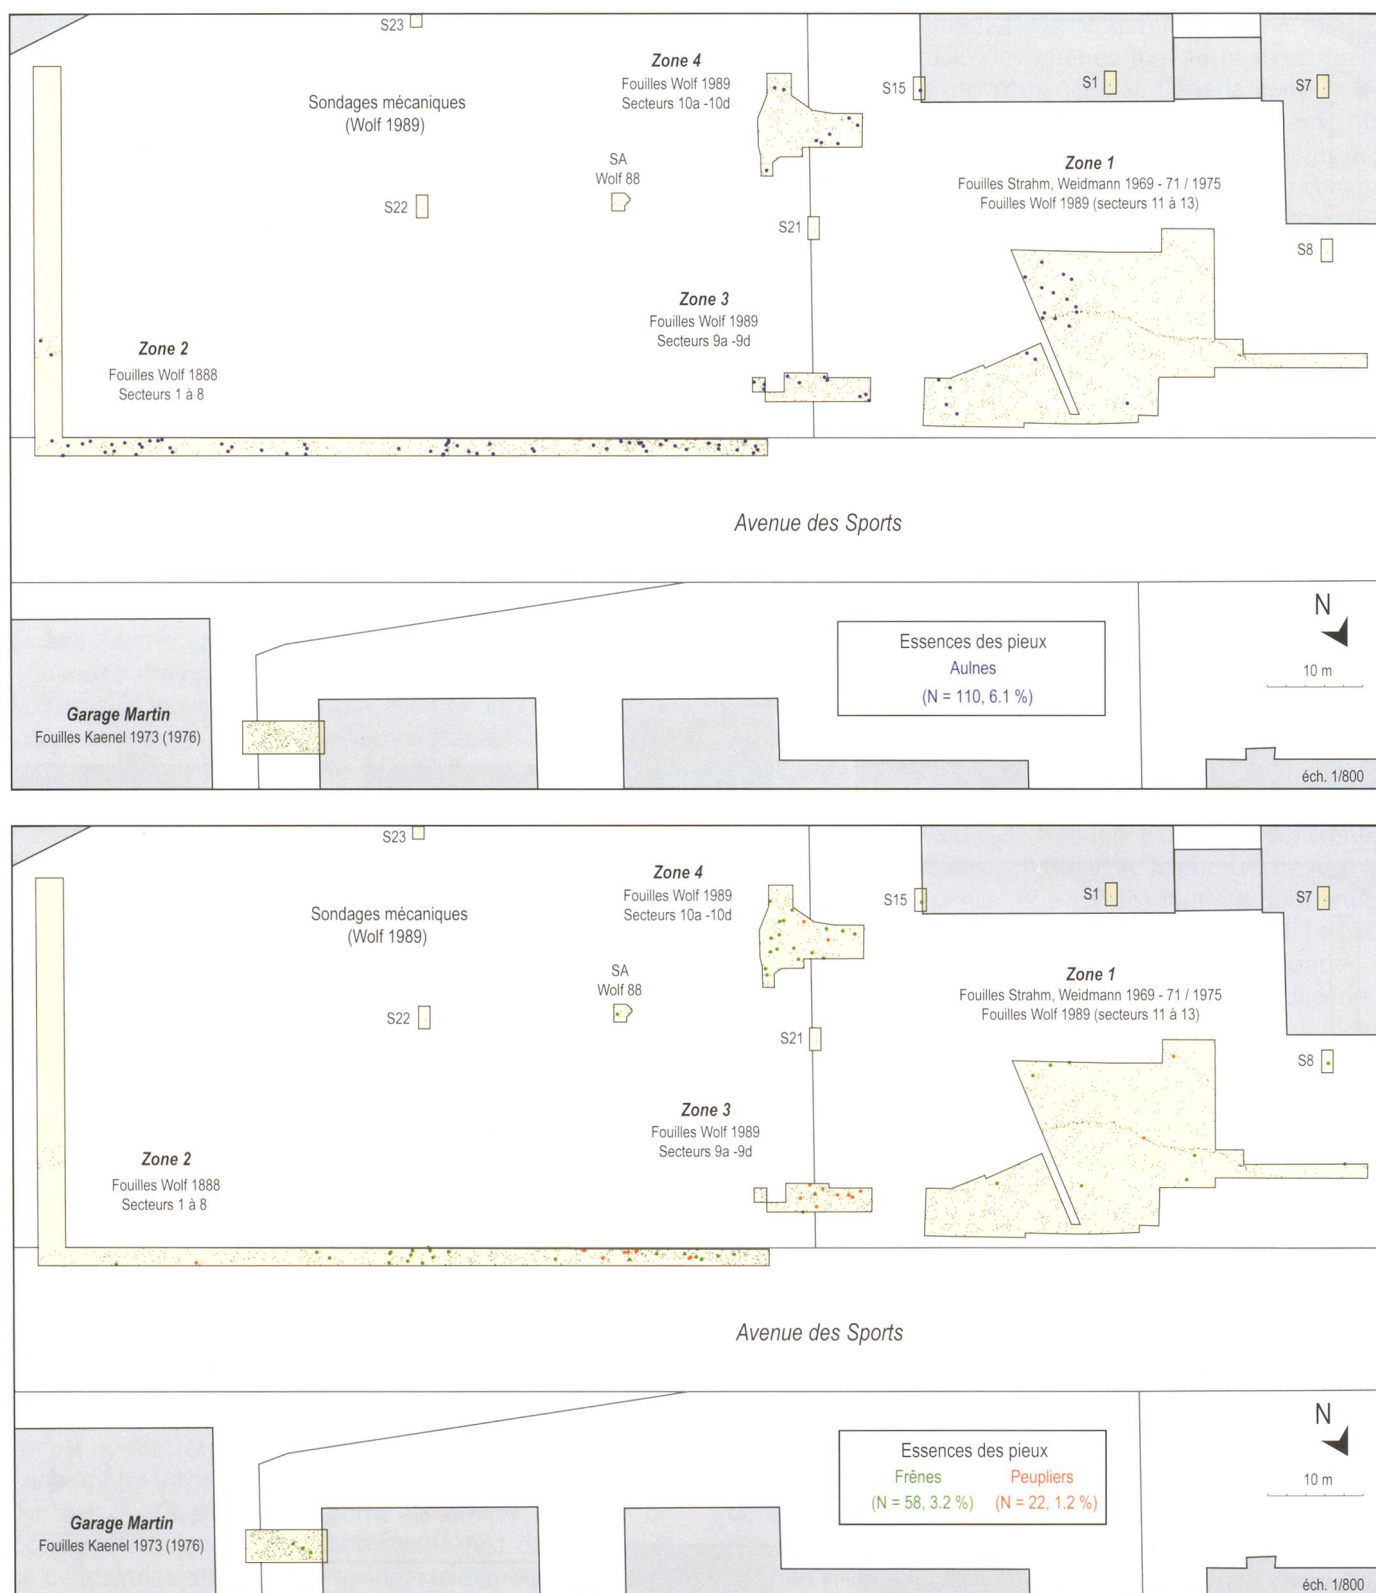 S23
Zone 4
Fouilles Wolf 1989
Secteurs 10a -10d
Sondages mécaniques
(Wolf 1989)
S15
S1
S7
SA
Wolf 88
S22
S21
Zone 1
Fouilles Strahm, Weidmann 1969 - 71 / 1975
Fouilles Wolf 1989 (secteurs 11 à 13)
S8
Zone 3
Fouilles Wolf 1989
Secteurs 9a -9d
Zone 2
Fouilles Wolf 1888
Secteurs 1 à 8
Avenue des Sports
Essences des pieux
Aulnes
(N = 110, 6.1 %)
N
10 m
Garage Martin
Fouilles Kaenel 1973 (1976)
éch. 1/800
S23
Zone 4
Fouilles Wolf 1989
Secteurs 10a -10d
Sondages mécaniques
(Wolf 1989)
S15
S1
S7
SA
Wolf 88
S22
S21
Zone 1
Fouilles Strahm, Weidmann 1969 - 71 / 1975
Fouilles Wolf 1989 (secteurs 11 à 13)
S8
Zone 3
Fouilles Wolf 1989
Secteurs 9a -9d
Zone 2
Fouilles Wolf 1888
Secteurs 1 à 8
Avenue des Sports
Essences des pieux
Frênes Peupliers
(N = 58, 3.2 %) (N = 22, 1.2 %)
N
10 m
Garage Martin
Fouilles Kaenel 1973 (1976)
éch. 1/800